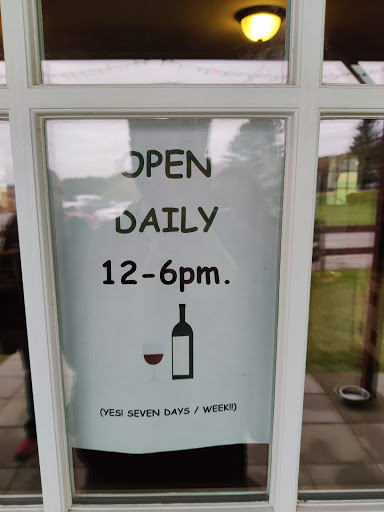 OPEN
DAILY
12-6pm.
(YES! SEVEN DAYS / WEEK!!)